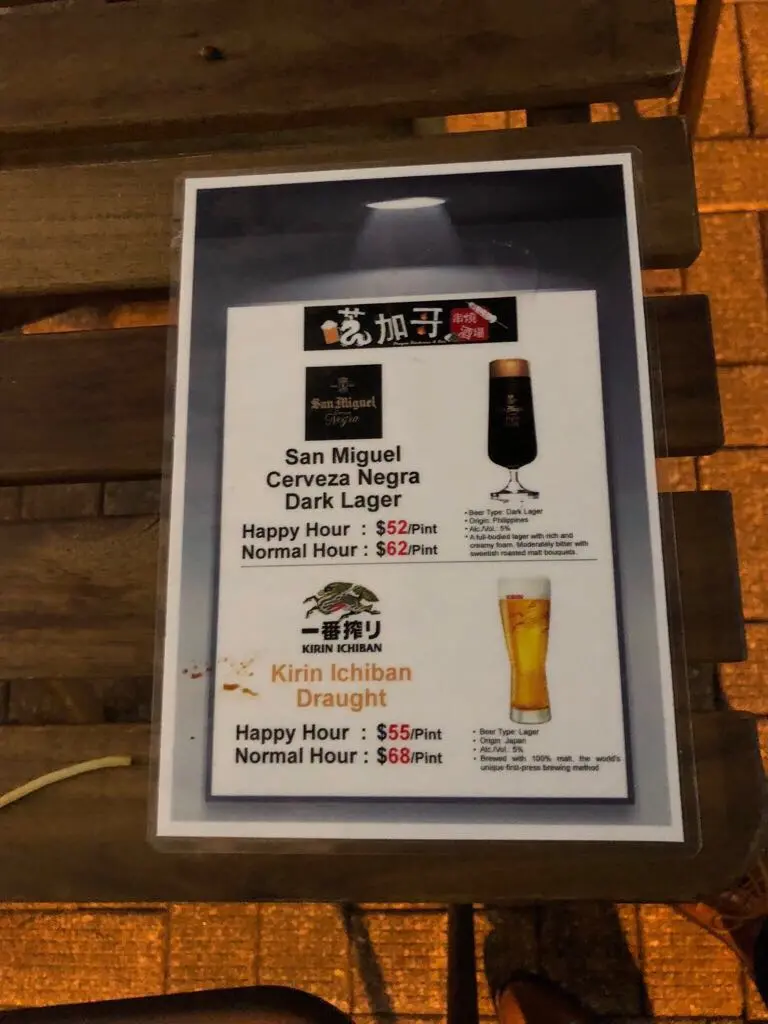 嗒加哥 串燒
酒場
San Miguel
Negra
San Miguel
Cerveza Negra
Dark Lager
Happy Hour : $52/Pint
Normal Hour : $62/Pint
• Beer Type: Dark Lager
• Origin: Philippines
• Alc./Vol.: 5%
• A full-bodied lager with rich and
creamy foam. Moderately bitter with
sweetish roasted malt bouquets.
一番搾り
KIRIN ICHIBAN
Kirin Ichiban
Draught
Happy Hour : $55/Pint
Normal Hour : $68/Pint
KIRIN
• Beer Type: Lager
• Origin: Japan
• Alc./Vol.: 5%
• Brewed with 100% malt, the world's
unique first-press brewing method